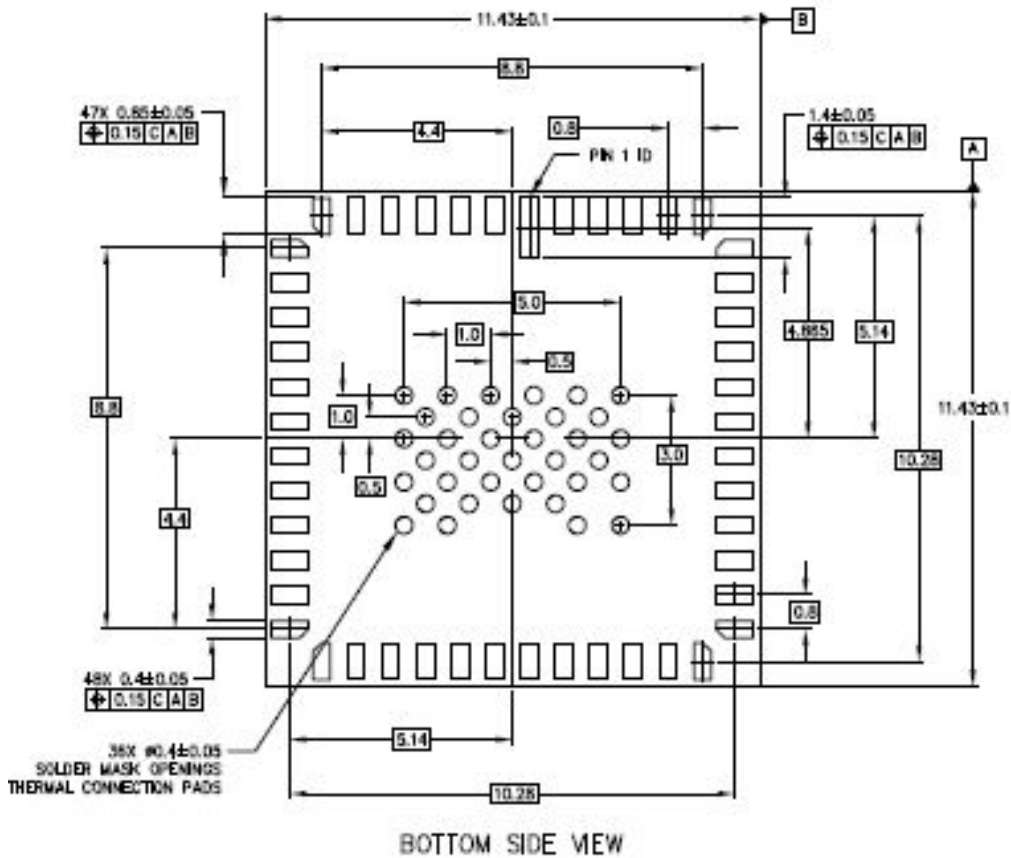 11.43±0.1
B
8.8
47X 0.85±0.05
⌖ 0.15 C A B
4.4
0.8
1.4±0.05
⌖ 0.15 C A B
PIN 1 ID
A
5.0
1.0
0.5
4.865
5.14
8.8
1.0
11.43±0.1
3.0
10.28
0.5
4.4
0.8
48X 0.4±0.05
⌖ 0.15 C A B
5.14
36X ø0.4±0.05
SOLDER MASK OPENINGS
THERMAL CONNECTION PADS
10.28
BOTTOM SIDE VIEW